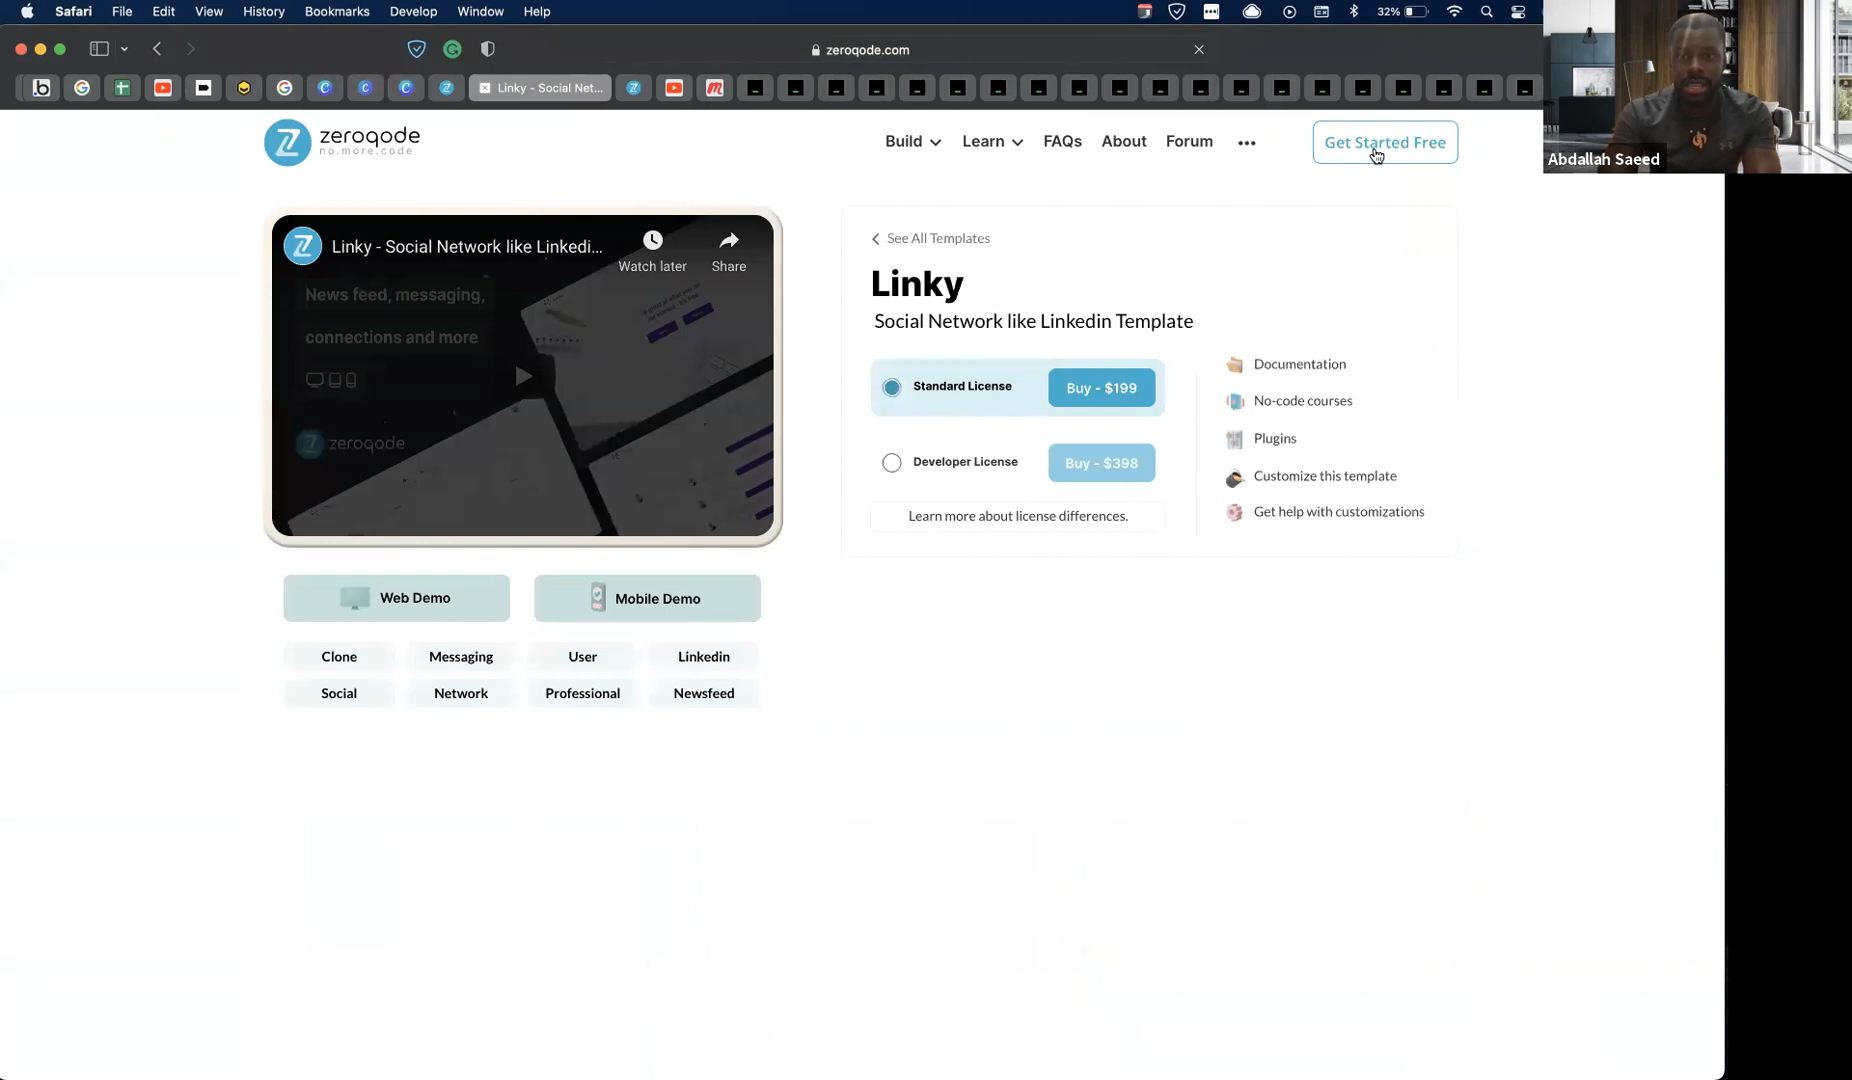 Safari File Edit View History Bookmarks Develop Window Help 32%
zeroqode.com
Linky - Social Net...
zeroqode
no.more.code
Build Learn FAQs About Forum ••• Get Started Free
Abdallah Saeed
Linky - Social Network like Linkedi...
Watch later Share
News feed, messaging,
connections and more
zeroqode
See All Templates
Linky
Social Network like Linkedin Template
Standard License Buy - $199
Developer License Buy - $398
Learn more about license differences.
Documentation
No-code courses
Plugins
Customize this template
Get help with customizations
Web Demo Mobile Demo
Clone Messaging User Linkedin
Social Network Professional Newsfeed